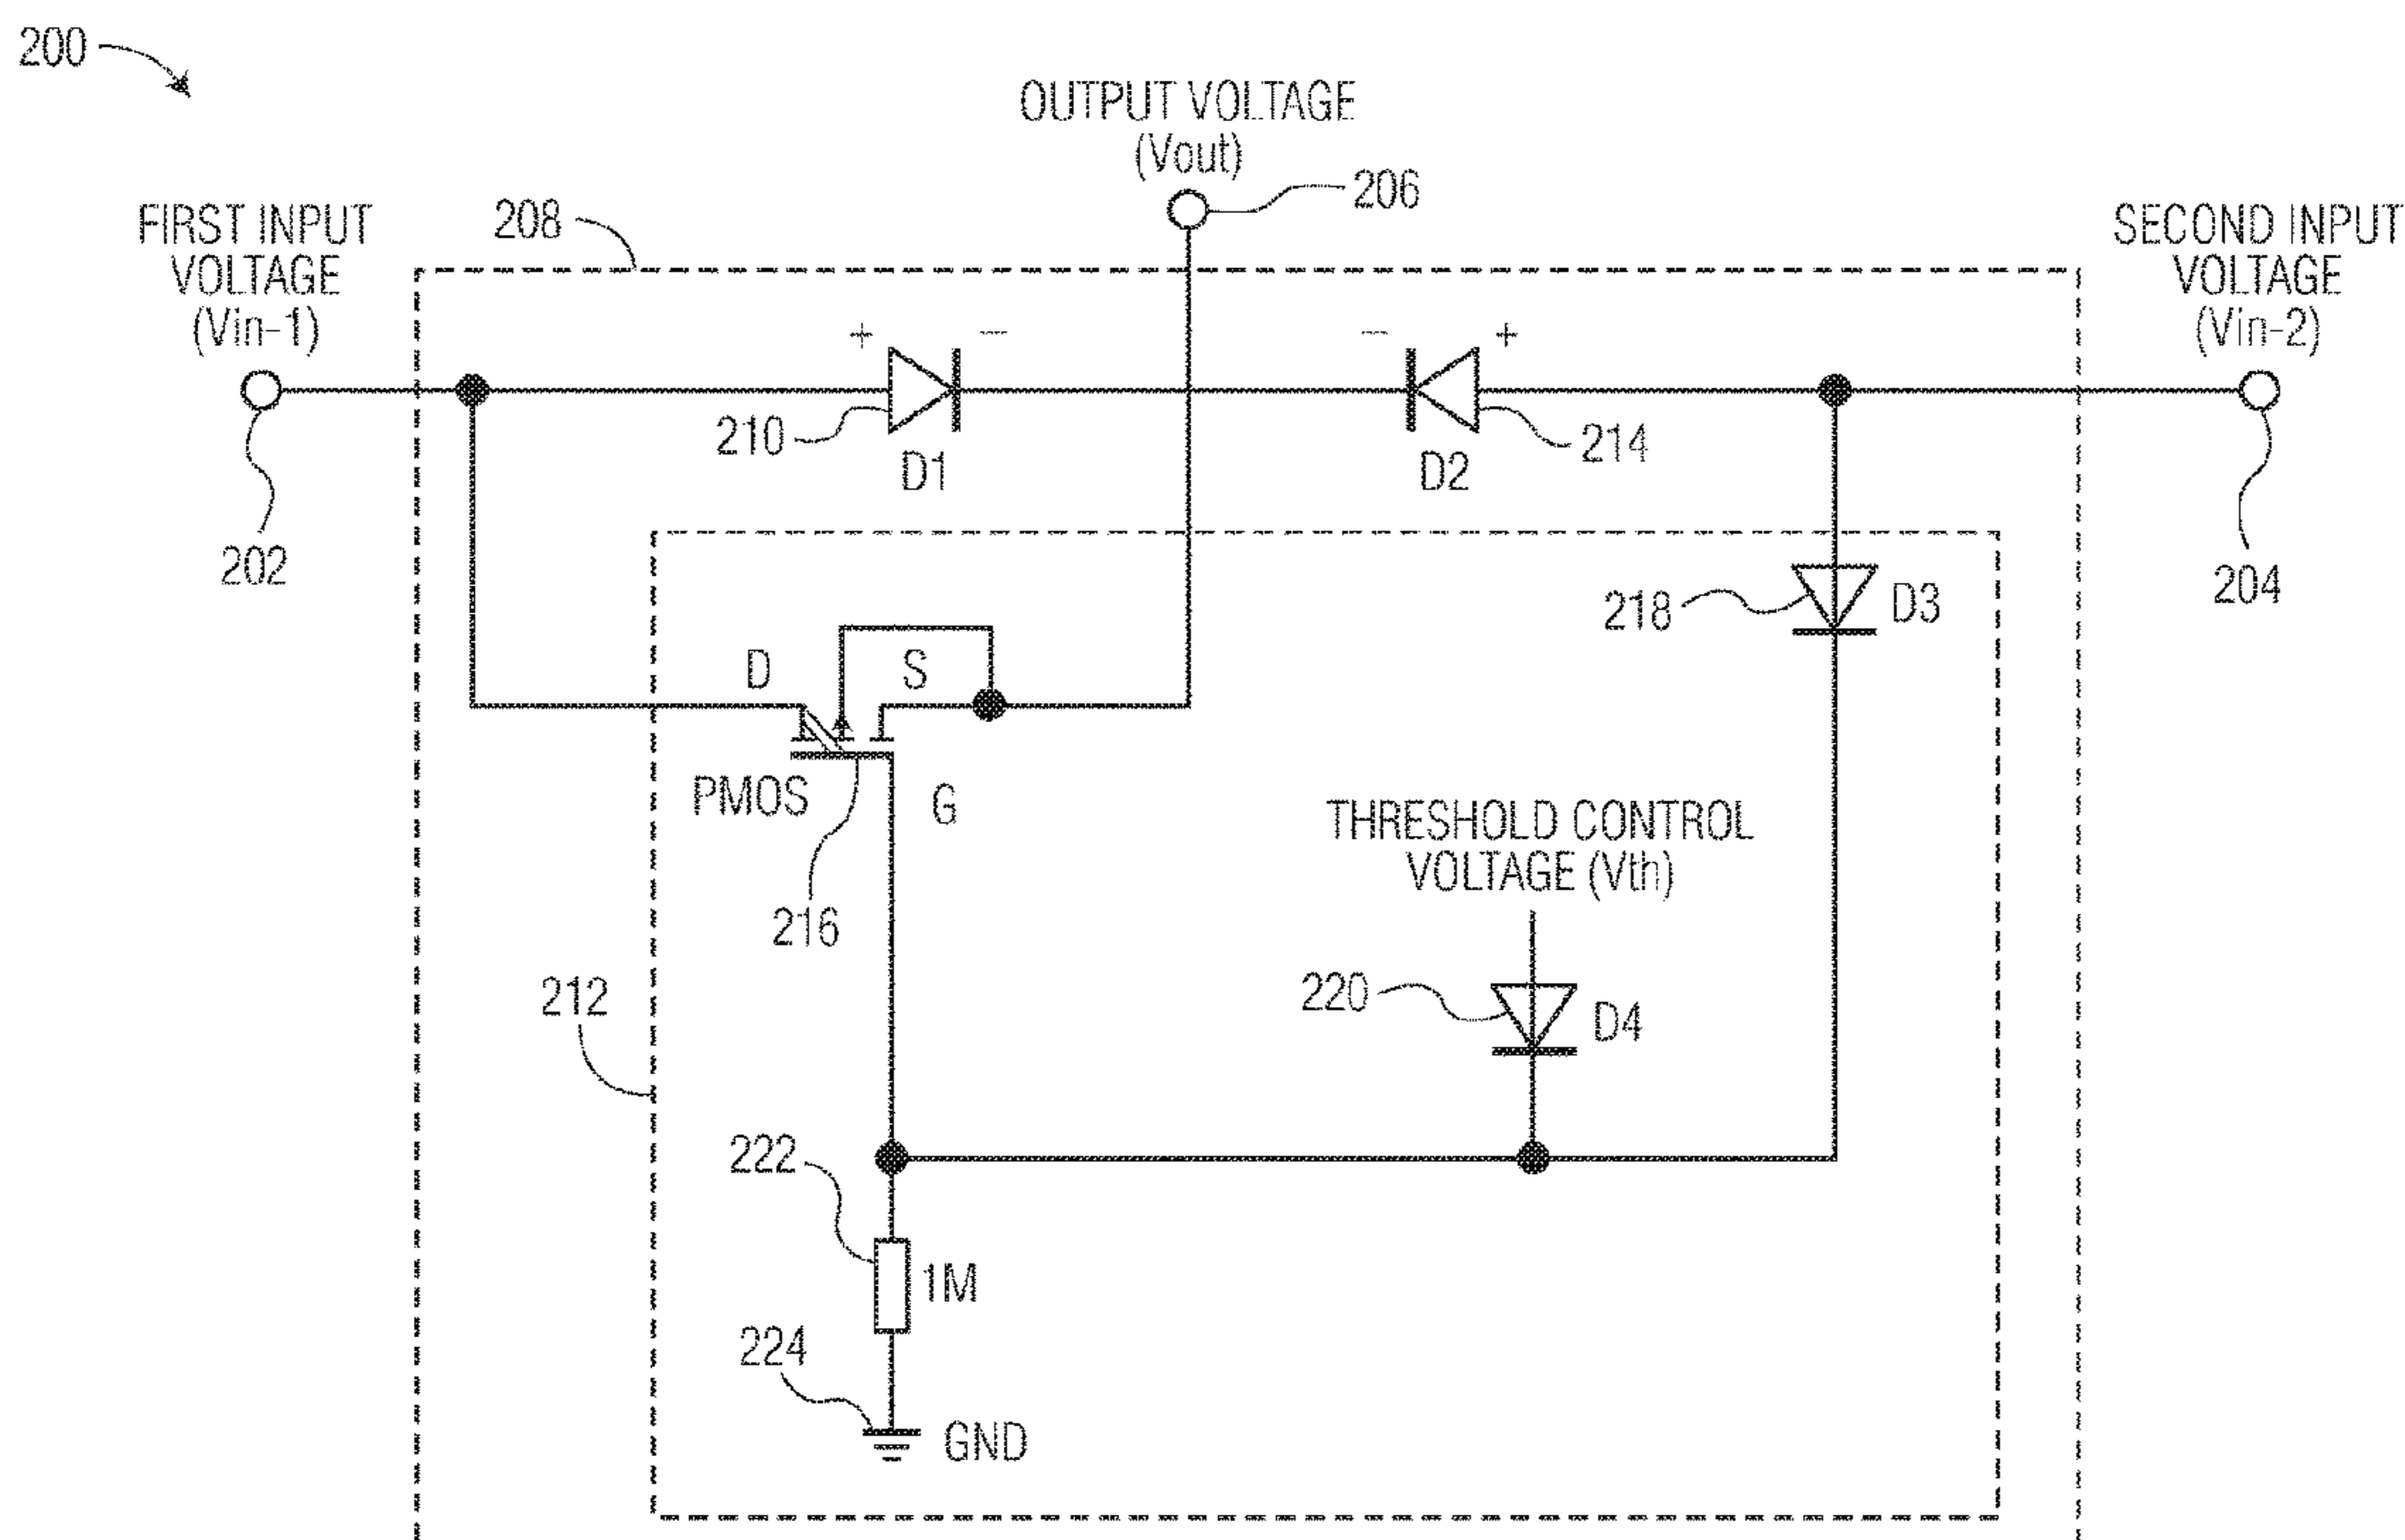 200
OUTPUT VOLTAGE
(Vout)
206
208
FIRST INPUT
VOLTAGE
(Vin-1)
SECOND INPUT
VOLTAGE
(Vin-2)
+ − − +
210
214
D1
D2
202
204
218
D3
D
S
PMOS
G
216
THRESHOLD CONTROL
VOLTAGE (Vth)
212
220
D4
222
1M
224
GND